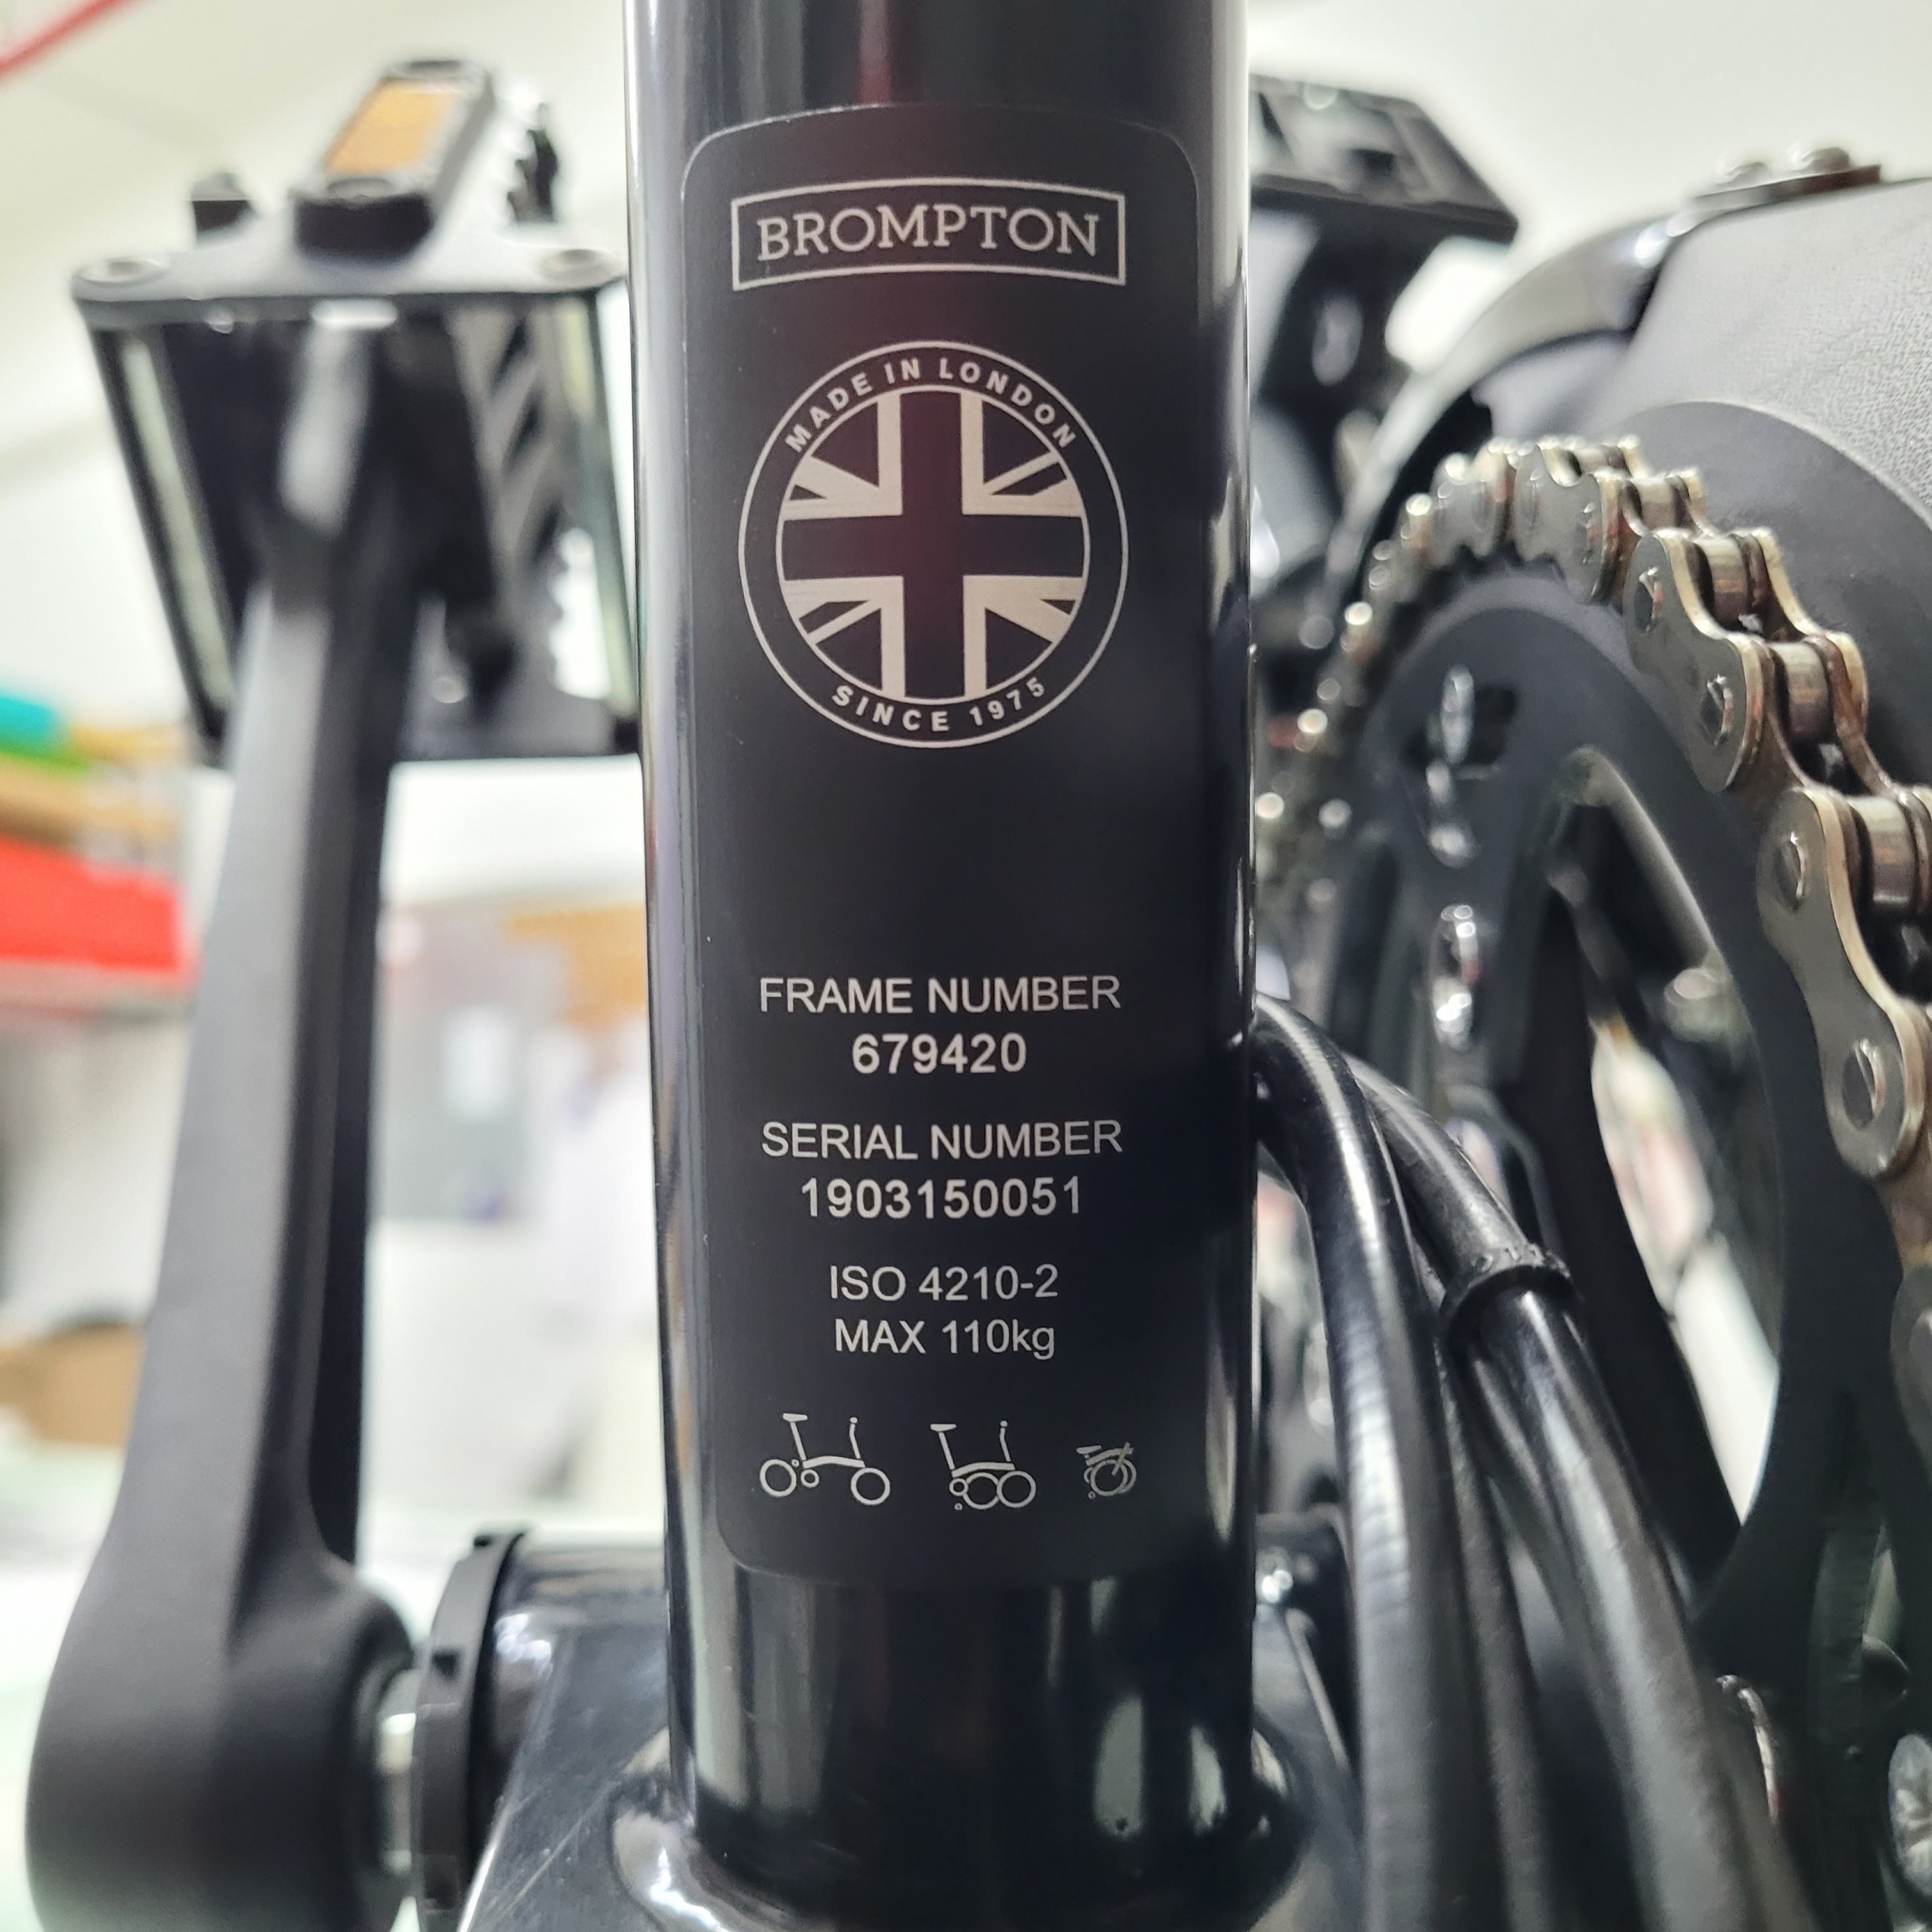 BROMPTON
MADE IN LONDON
SINCE 1975
FRAME NUMBER
679420
SERIAL NUMBER
1903150051
ISO 4210-2
MAX 110kg